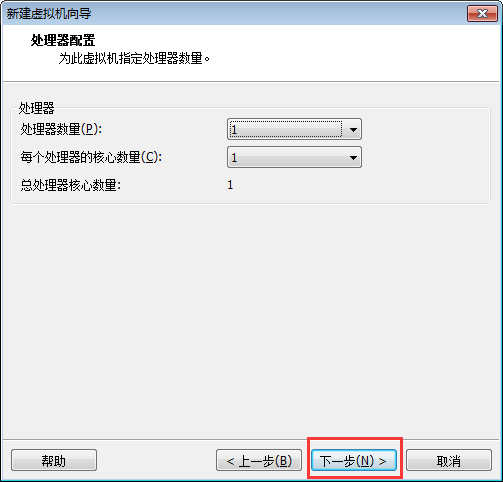 新建虚拟机向导
处理器配置
为此虚拟机指定处理器数量。
处理器
处理器数量(P): 1
每个处理器的核心数量(C): 1
总处理器核心数量: 1
帮助 < 上一步(B) 下一步(N) > 取消